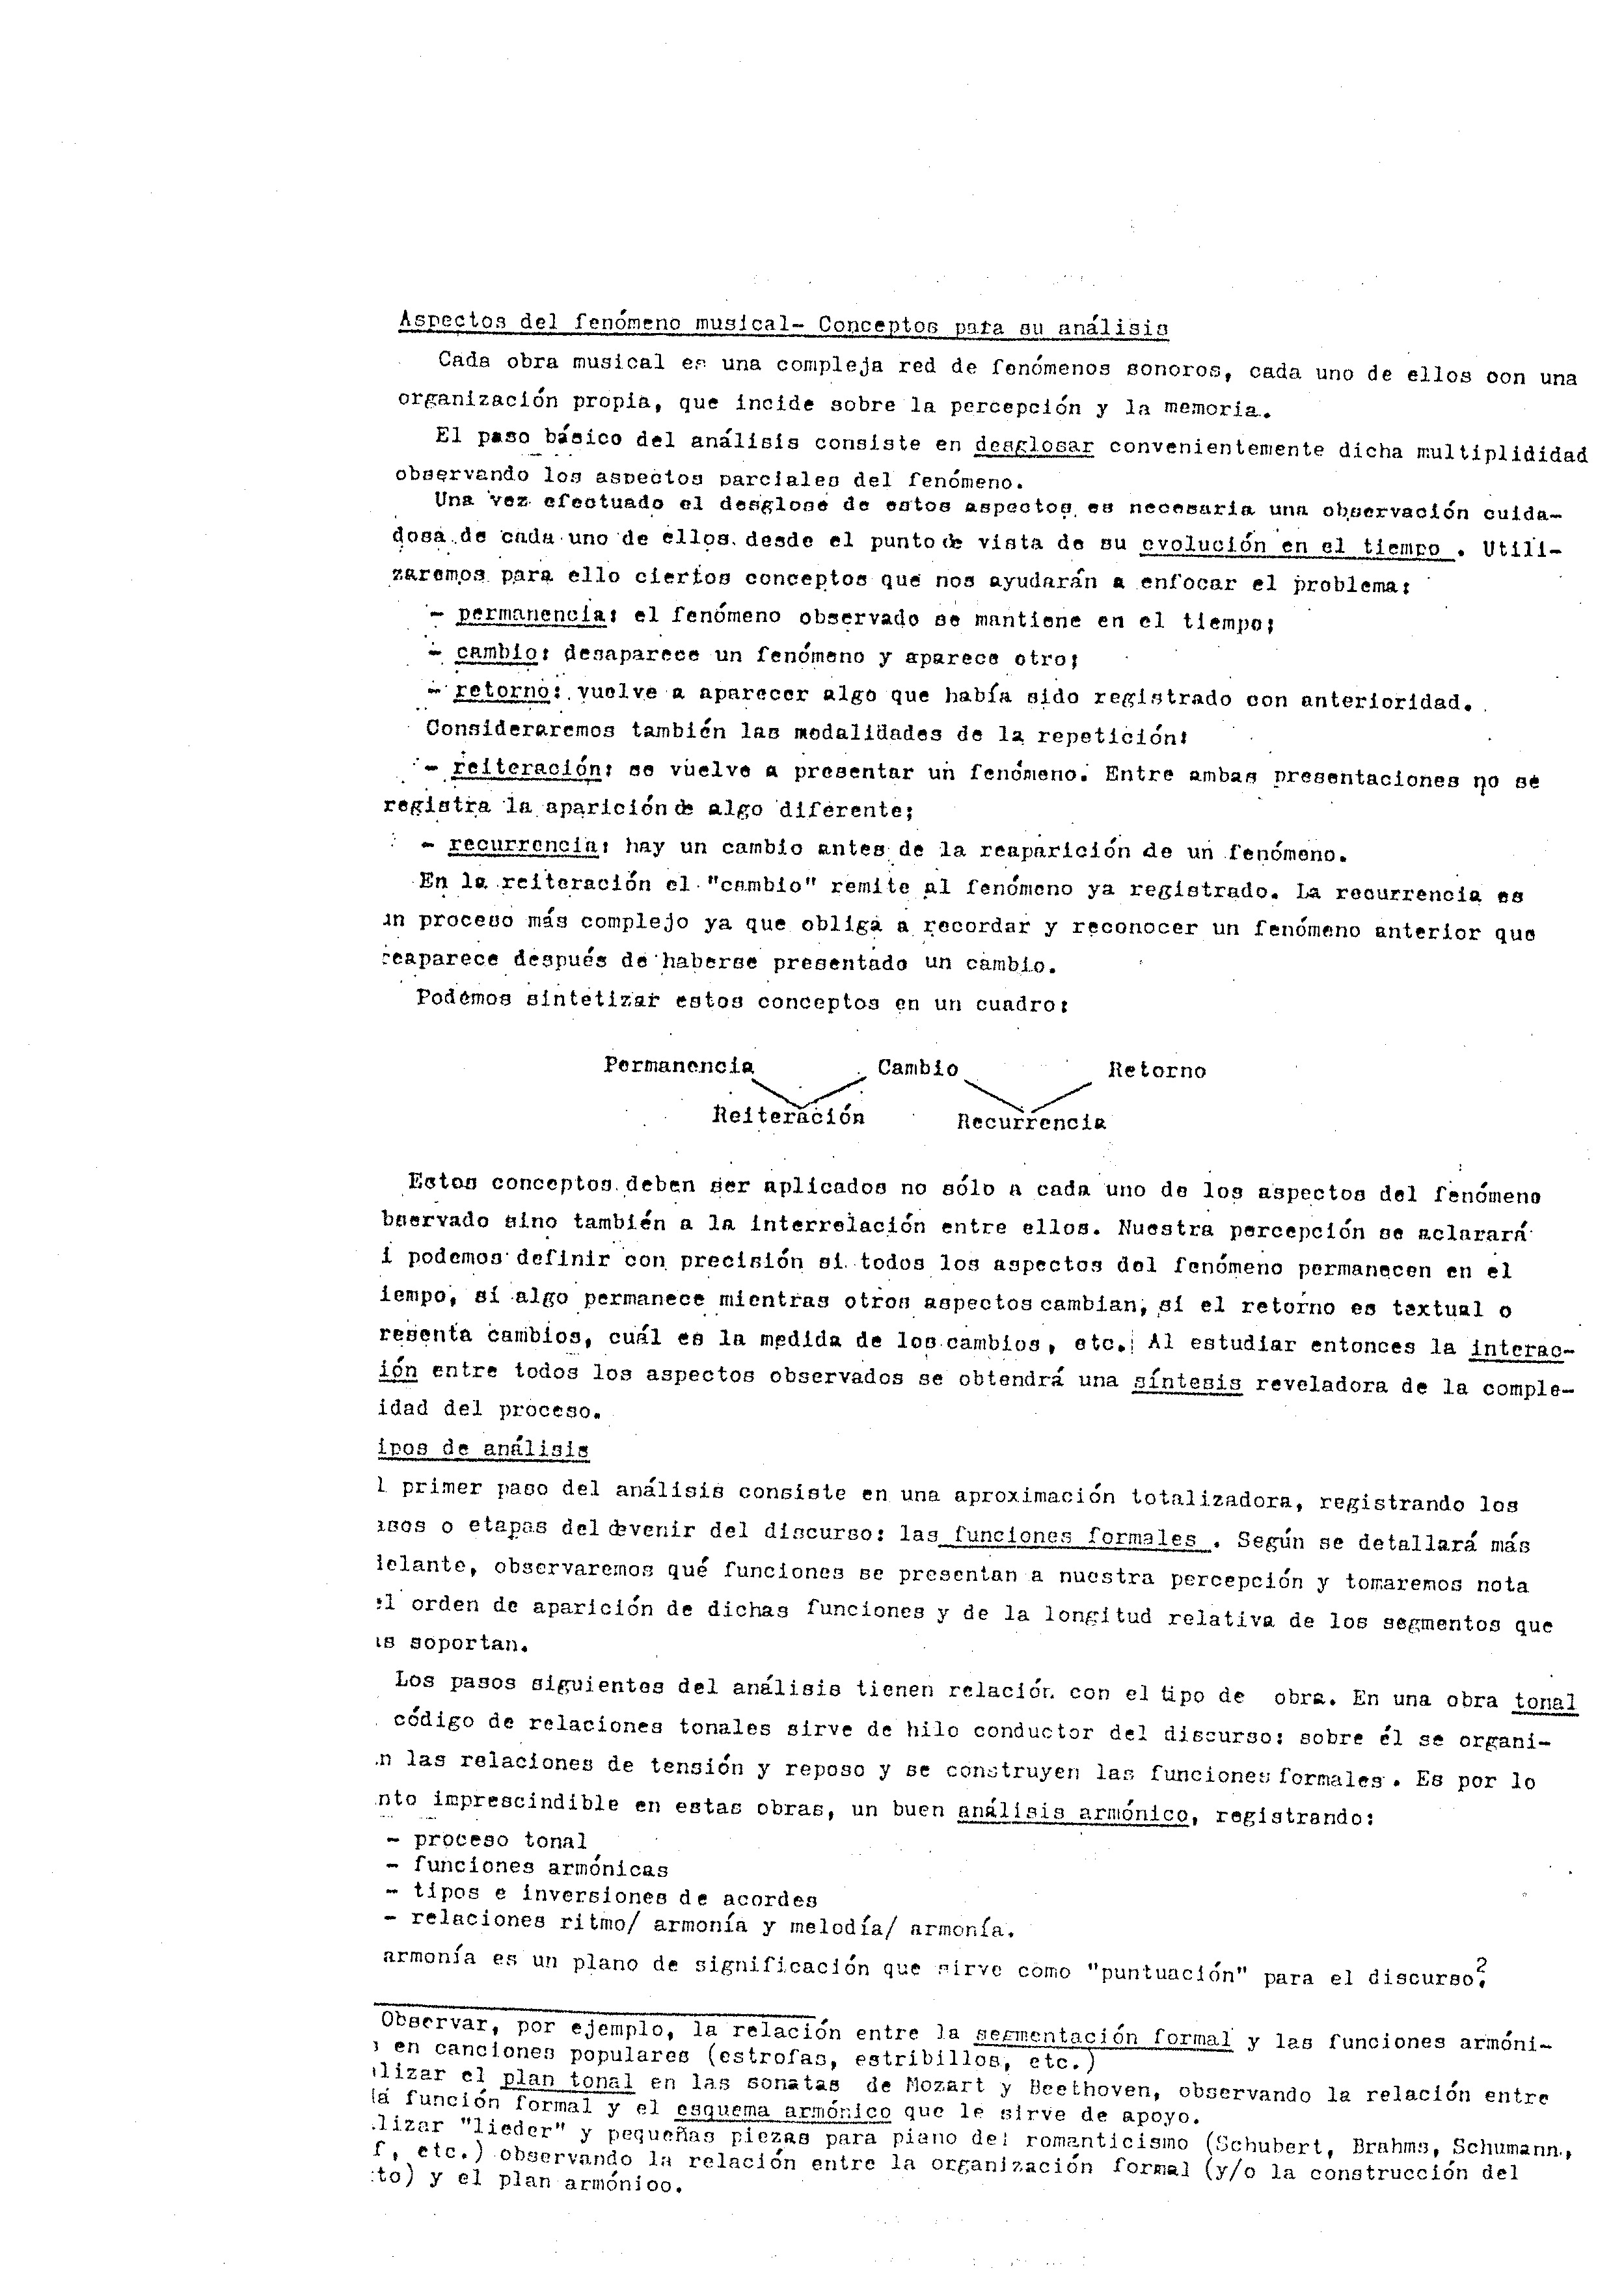 Aspectos del fenómeno musical- Conceptos para su análisis
Cada obra musical es una compleja red de fenómenos sonoros, cada uno de ellos con una
organización propia, que incide sobre la percepción y la memoria.
El paso básico del análisis consiste en desglosar convenientemente dicha multiplididad
observando los aspectos parciales del fenómeno.
Una vez efectuado el desglose de estos aspectos es necesaria una observación cuida-
dosa de cada uno de ellos desde el punto de vista de su evolución en el tiempo . Utili-
zaremos para ello ciertos conceptos que nos ayudarán a enfocar el problema:
- permanencia: el fenómeno observado se mantiene en el tiempo;
- cambio: desaparece un fenómeno y aparece otro;
- retorno: vuelve a aparecer algo que había sido registrado con anterioridad.
Consideraremos también las modalidades de la repetición:
- reiteración: se vuelve a presentar un fenómeno. Entre ambas presentaciones no se
registra la aparición de algo diferente;
- recurrencia: hay un cambio antes de la reaparición de un fenómeno.
En la reiteración el "cambio" remite al fenómeno ya registrado. La recurrencia es
un proceso más complejo ya que obliga a recordar y reconocer un fenómeno anterior que
reaparece después de haberse presentado un cambio.
Podemos sintetizar estos conceptos en un cuadro:
Permanencia Cambio Retorno
Reiteración Recurrencia
Estos conceptos deben ser aplicados no sólo a cada uno de los aspectos del fenómeno
bservado sino también a la interrelación entre ellos. Nuestra percepción se aclarará
i podemos definir con precisión si todos los aspectos del fenómeno permanecen en el
iempo, si algo permanece mientras otros aspectos cambian, si el retorno es textual o
resenta cambios, cuál es la medida de los cambios, etc. Al estudiar entonces la interac-
ión entre todos los aspectos observados se obtendrá una síntesis reveladora de la comple-
idad del proceso.
ipos de análisis
l primer paso del análisis consiste en una aproximación totalizadora, registrando los
asos o etapas del devenir del discurso: las funciones formales . Según se detallará más
delante, observaremos qué funciones se presentan a nuestra percepción y tomaremos nota
el orden de aparición de dichas funciones y de la longitud relativa de los segmentos que
as soportan.
Los pasos siguientes del análisis tienen relación con el tipo de obra. En una obra tonal
código de relaciones tonales sirve de hilo conductor del discurso: sobre él se organi-
n las relaciones de tensión y reposo y se construyen las funciones formales. Es por lo
nto imprescindible en estas obras, un buen análisis armónico, registrando:
- proceso tonal
- funciones armónicas
- tipos e inversiones de acordes
- relaciones ritmo/ armonía y melodía/ armonía.
armonía es un plano de significación que sirve como "puntuación" para el discurso;²
Observar, por ejemplo, la relación entre la segmentación formal y las funciones armóni-
s en canciones populares (estrofas, estribillos, etc.)
lizar el plan tonal en las sonatas de Mozart y Beethoven, observando la relación entre
la función formal y el esquema armónico que le sirve de apoyo.
lizar "lieder" y pequeñas piezas para piano del romanticismo (Schubert, Brahms, Schumann,
f, etc.) observando la relación entre la organización formal (y/o la construcción del
to) y el plan armónico.